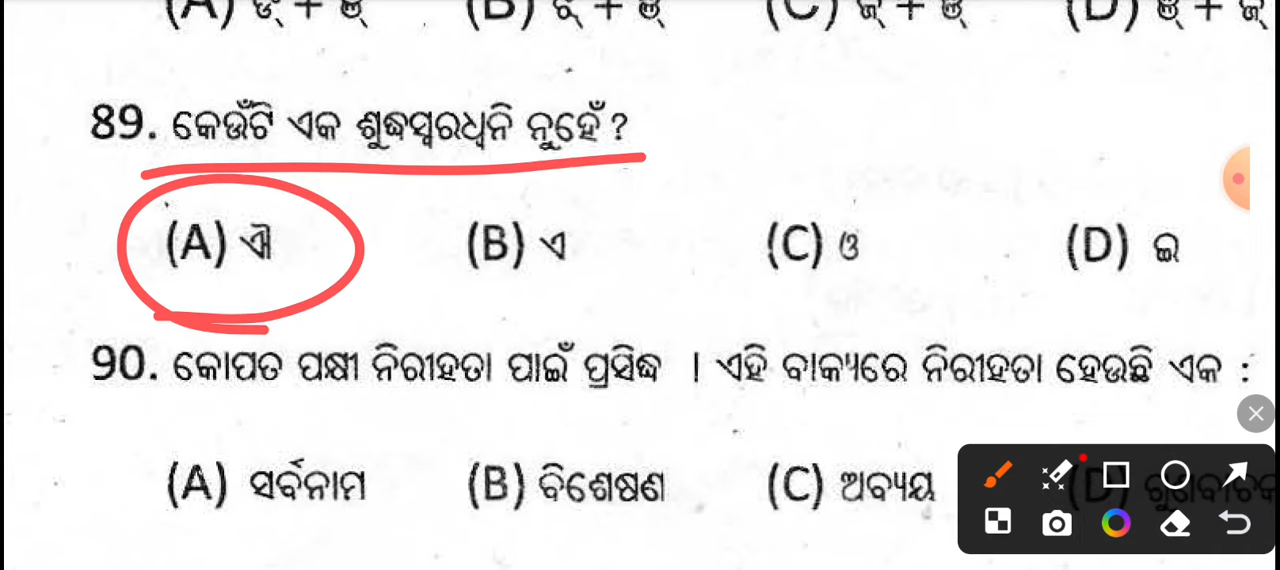 89. କେଉଁଟି ଏକ ଶୁଦ୍ଧସ୍ୱରଧ୍ୱନି ନୁହେଁ ?
(A) ଐ (B) ଏ (C) ଓ (D) ଇ
90. କୋପତ ପକ୍ଷୀ ନିରୀହତା ପାଇଁ ପ୍ରସିଦ୍ଧ । ଏହି ବାକ୍ୟରେ ନିରୀହତା ହେଉଛି ଏକ :
(A) ସର୍ବନାମ (B) ବିଶେଷଣ (C) ଅବ୍ୟୟ (D)